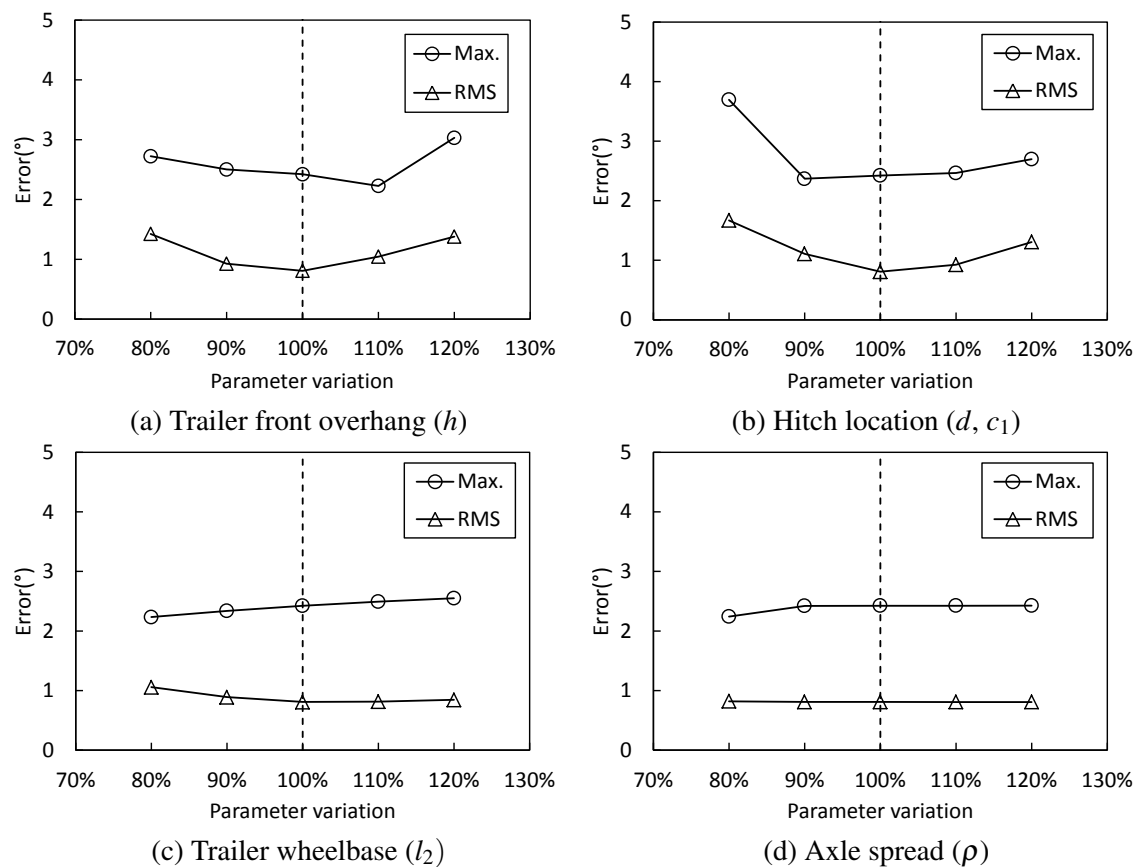 5
4
3
2
1
0
Error(°)
Max.
RMS
70% 80% 90% 100% 110% 120% 130%
Parameter variation
(a) Trailer front overhang (h)
5
4
3
2
1
0
Error(°)
Max.
RMS
70% 80% 90% 100% 110% 120% 130%
Parameter variation
(b) Hitch location (d, c₁)
5
4
3
2
1
0
Error(°)
Max.
RMS
70% 80% 90% 100% 110% 120% 130%
Parameter variation
(c) Trailer wheelbase (l₂)
5
4
3
2
1
0
Error(°)
Max.
RMS
70% 80% 90% 100% 110% 120% 130%
Parameter variation
(d) Axle spread (ρ)